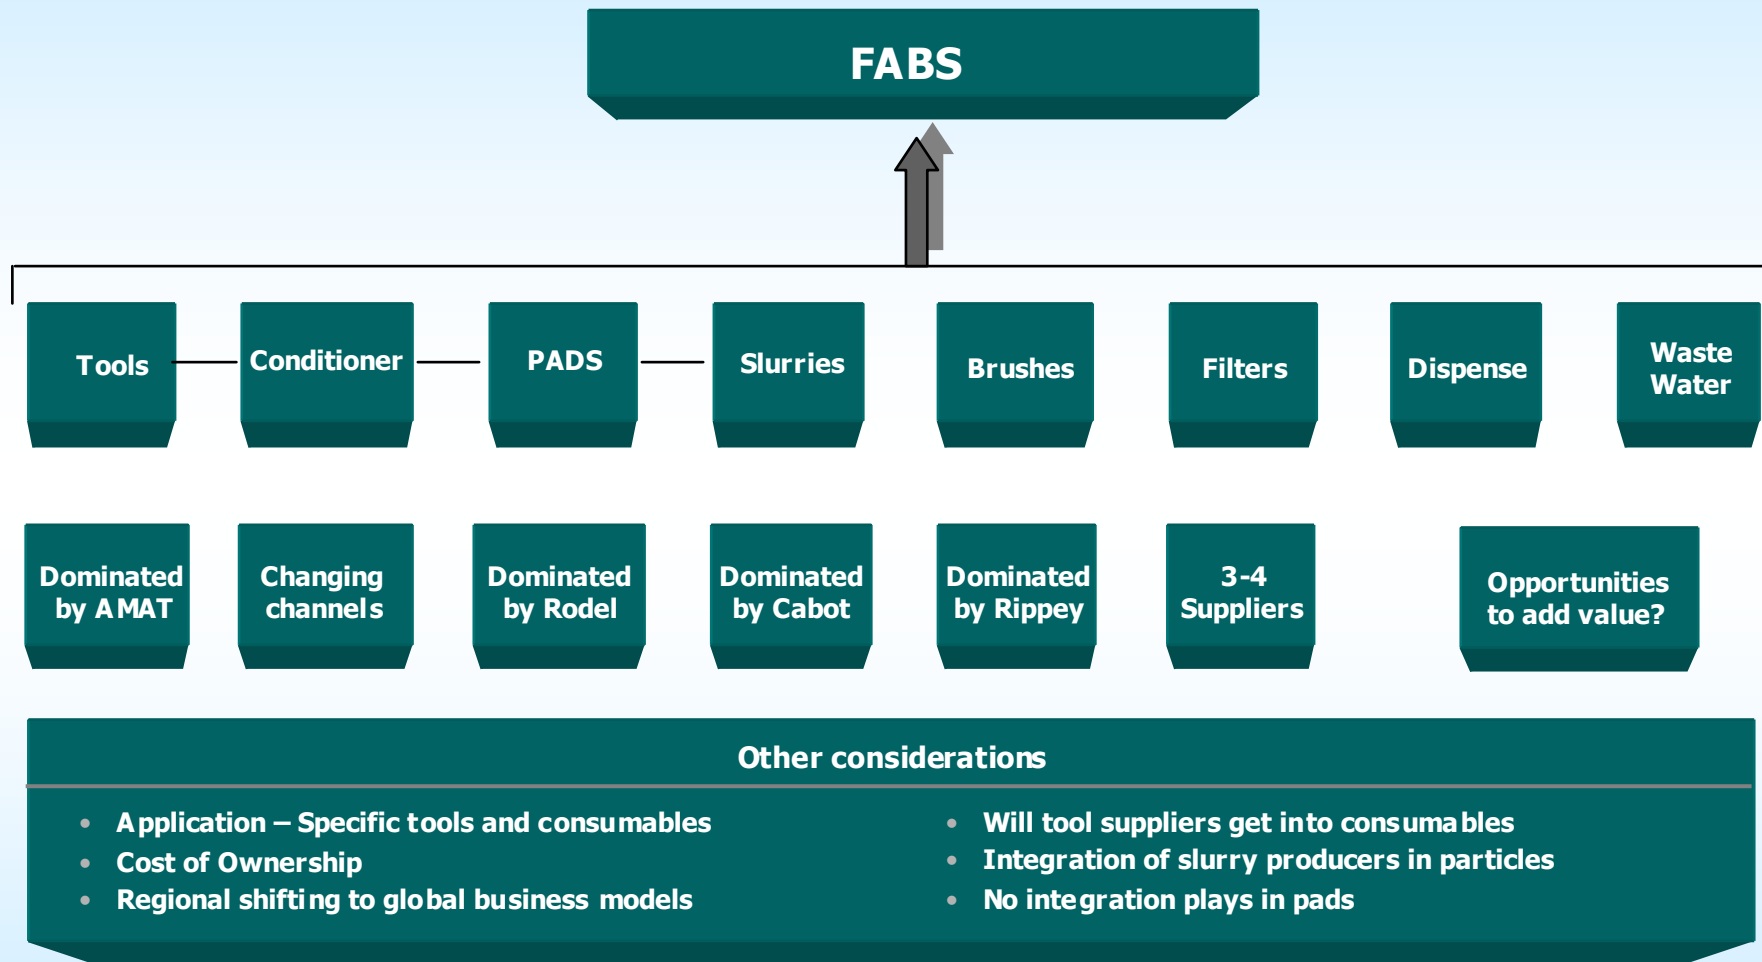 FABS
Tools
Conditioner
PADS
Slurries
Brushes
Filters
Dispense
Waste
Water
Dominated
by AMAT
Changing
channels
Dominated
by Rodel
Dominated
by Cabot
Dominated
by Rippey
3-4
Suppliers
Opportunities
to add value?
Other considerations
• Application – Specific tools and consumables
• Cost of Ownership
• Regional shifting to global business models
• Will tool suppliers get into consumables
• Integration of slurry producers in particles
• No integration plays in pads